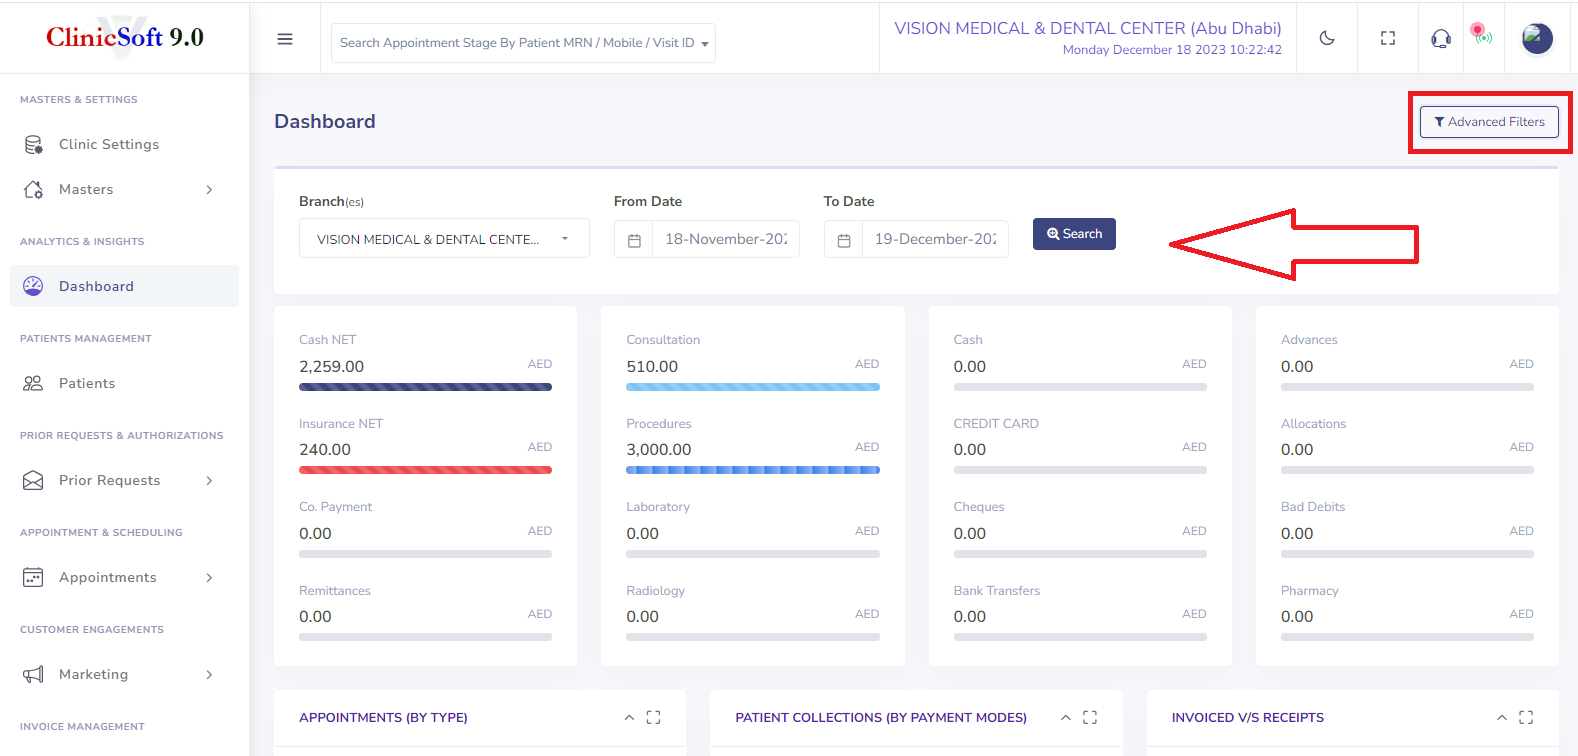 ClinicSoft 9.0
Search Appointment Stage By Patient MRN / Mobile / Visit ID
VISION MEDICAL & DENTAL CENTER (Abu Dhabi)
Monday December 18 2023 10:22:42
MASTERS & SETTINGS
Clinic Settings
Masters
ANALYTICS & INSIGHTS
Dashboard
PATIENTS MANAGEMENT
Patients
PRIOR REQUESTS & AUTHORIZATIONS
Prior Requests
APPOINTMENT & SCHEDULING
Appointments
CUSTOMER ENGAGEMENTS
Marketing
INVOICE MANAGEMENT
Dashboard
Advanced Filters
Branch(es)
From Date
To Date
VISION MEDICAL & DENTAL CENTE...
18-November-202
19-December-202
Search
Cash NET
2,259.00 AED
Insurance NET
240.00 AED
Co. Payment
0.00 AED
Remittances
0.00 AED
Consultation
510.00 AED
Procedures
3,000.00 AED
Laboratory
0.00 AED
Radiology
0.00 AED
Cash
0.00 AED
CREDIT CARD
0.00 AED
Cheques
0.00 AED
Bank Transfers
0.00 AED
Advances
0.00 AED
Allocations
0.00 AED
Bad Debits
0.00 AED
Pharmacy
0.00 AED
APPOINTMENTS (BY TYPE)
PATIENT COLLECTIONS (BY PAYMENT MODES)
INVOICED V/S RECEIPTS